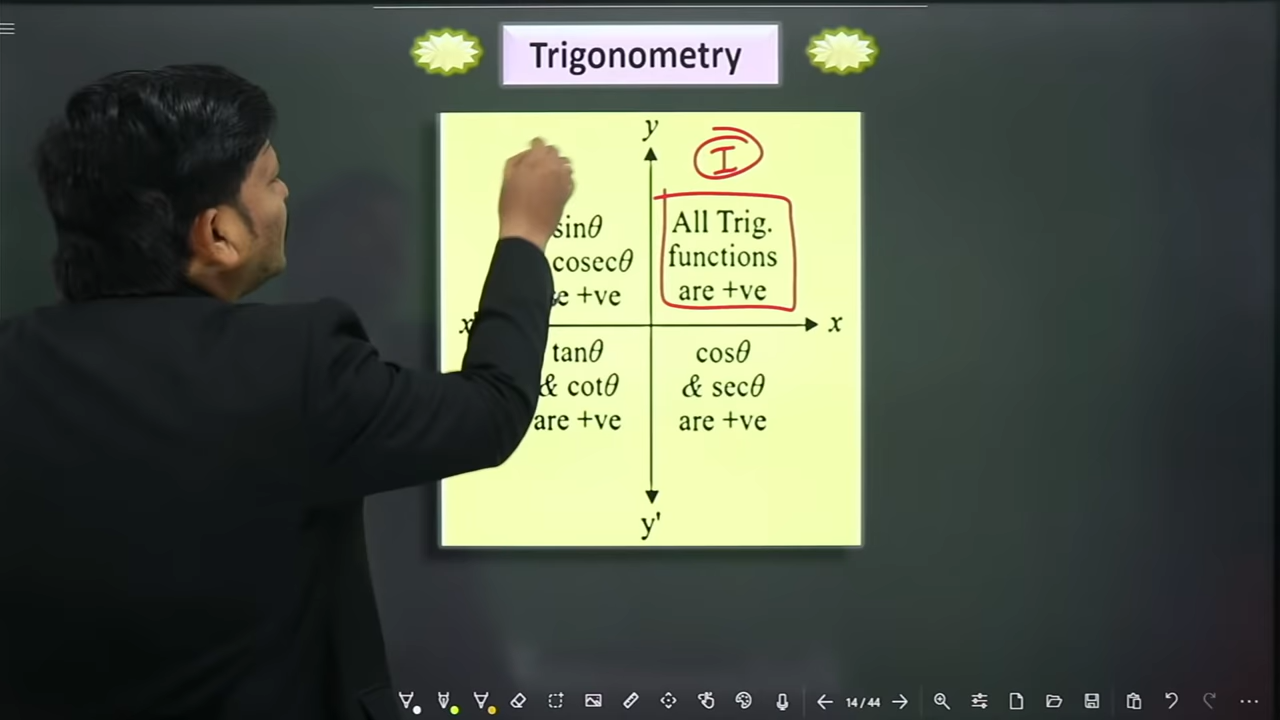 Trigonometry
y
I
sinθ
cosecθ
+ve
All Trig.
functions
are +ve
x
tanθ
& cotθ
are +ve
cosθ
& secθ
are +ve
y'
14 / 44